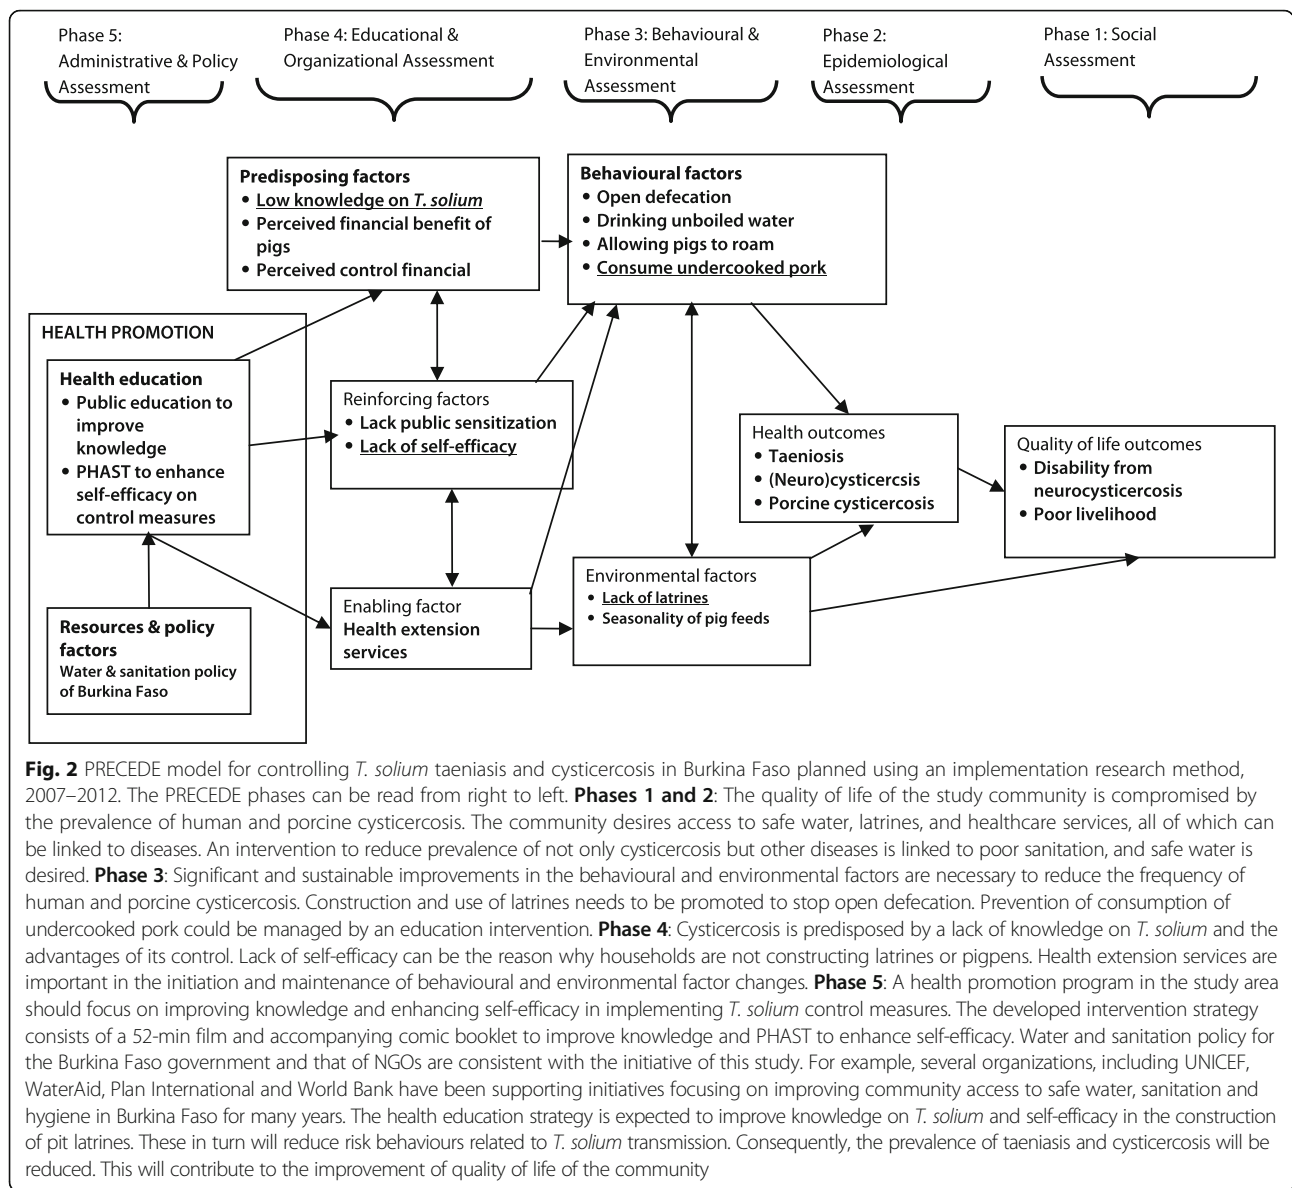 Phase 5:
Administrative & Policy
Assessment
Phase 4: Educational &
Organizational Assessment
Phase 3: Behavioural &
Environmental
Assessment
Phase 2:
Epidemiological
Assessment
Phase 1: Social
Assessment
Predisposing factors
• Low knowledge on T. solium
• Perceived financial benefit of
pigs
• Perceived control financial
Behavioural factors
• Open defecation
• Drinking unboiled water
• Allowing pigs to roam
• Consume undercooked pork
HEALTH PROMOTION
Health education
• Public education to
improve
knowledge
• PHAST to enhance
self-efficacy on
control measures
Reinforcing factors
• Lack public sensitization
• Lack of self-efficacy
Health outcomes
• Taeniosis
• (Neuro)cysticercsis
• Porcine cysticercosis
Quality of life outcomes
• Disability from
neurocysticercosis
• Poor livelihood
Resources & policy
factors
Water & sanitation policy
of Burkina Faso
Enabling factor
Health extension
services
Environmental factors
• Lack of latrines
• Seasonality of pig feeds
Fig. 2 PRECEDE model for controlling T. solium taeniasis and cysticercosis in Burkina Faso planned using an implementation research method,
2007–2012. The PRECEDE phases can be read from right to left. Phases 1 and 2: The quality of life of the study community is compromised by
the prevalence of human and porcine cysticercosis. The community desires access to safe water, latrines, and healthcare services, all of which can
be linked to diseases. An intervention to reduce prevalence of not only cysticercosis but other diseases is linked to poor sanitation, and safe water is
desired. Phase 3: Significant and sustainable improvements in the behavioural and environmental factors are necessary to reduce the frequency of
human and porcine cysticercosis. Construction and use of latrines needs to be promoted to stop open defecation. Prevention of consumption of
undercooked pork could be managed by an education intervention. Phase 4: Cysticercosis is predisposed by a lack of knowledge on T. solium and the
advantages of its control. Lack of self-efficacy can be the reason why households are not constructing latrines or pigpens. Health extension services are
important in the initiation and maintenance of behavioural and environmental factor changes. Phase 5: A health promotion program in the study area
should focus on improving knowledge and enhancing self-efficacy in implementing T. solium control measures. The developed intervention strategy
consists of a 52-min film and accompanying comic booklet to improve knowledge and PHAST to enhance self-efficacy. Water and sanitation policy for
the Burkina Faso government and that of NGOs are consistent with the initiative of this study. For example, several organizations, including UNICEF,
WaterAid, Plan International and World Bank have been supporting initiatives focusing on improving community access to safe water, sanitation and
hygiene in Burkina Faso for many years. The health education strategy is expected to improve knowledge on T. solium and self-efficacy in the construction
of pit latrines. These in turn will reduce risk behaviours related to T. solium transmission. Consequently, the prevalence of taeniasis and cysticercosis will be
reduced. This will contribute to the improvement of quality of life of the community